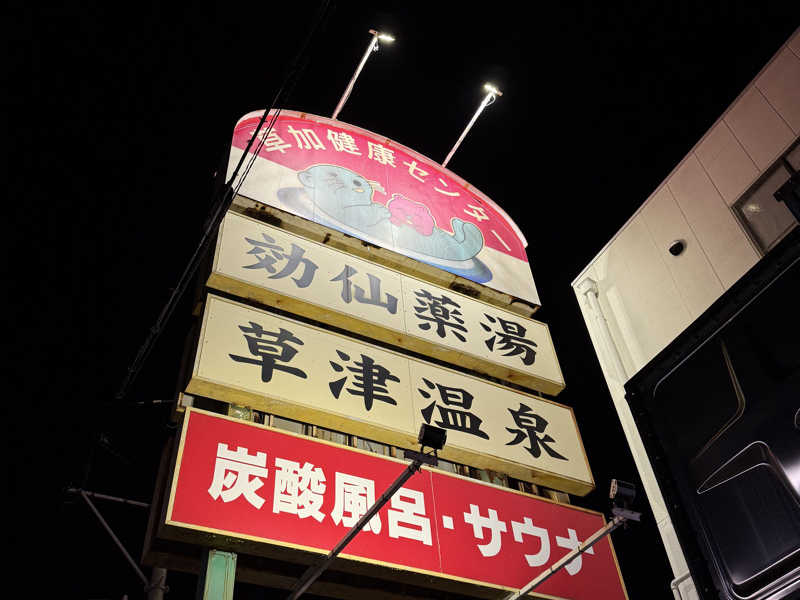 草加健康センター
効仙薬湯
草津温泉
炭酸風呂・サウナ